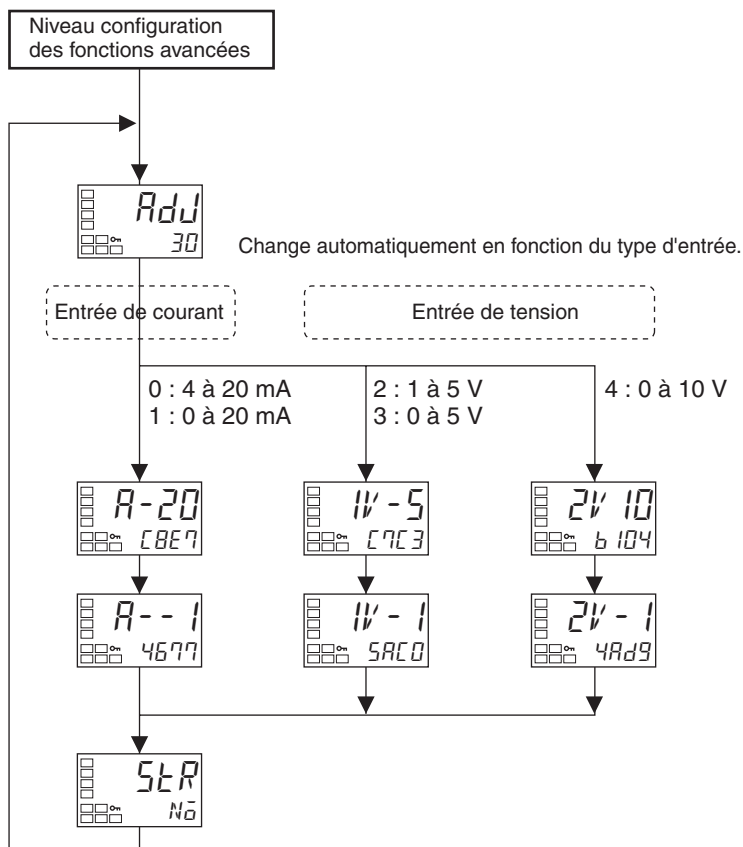 Niveau configuration
des fonctions avancées
AdJ
30
Change automatiquement en fonction du type d'entrée.
Entrée de courant
Entrée de tension
0 : 4 à 20 mA
1 : 0 à 20 mA
2 : 1 à 5 V
3 : 0 à 5 V
4 : 0 à 10 V
A-20
C8E7
1V-5
C7C3
2V 10
b104
A--1
4677
1V-1
5AC0
2V-1
4Ad9
StR
No